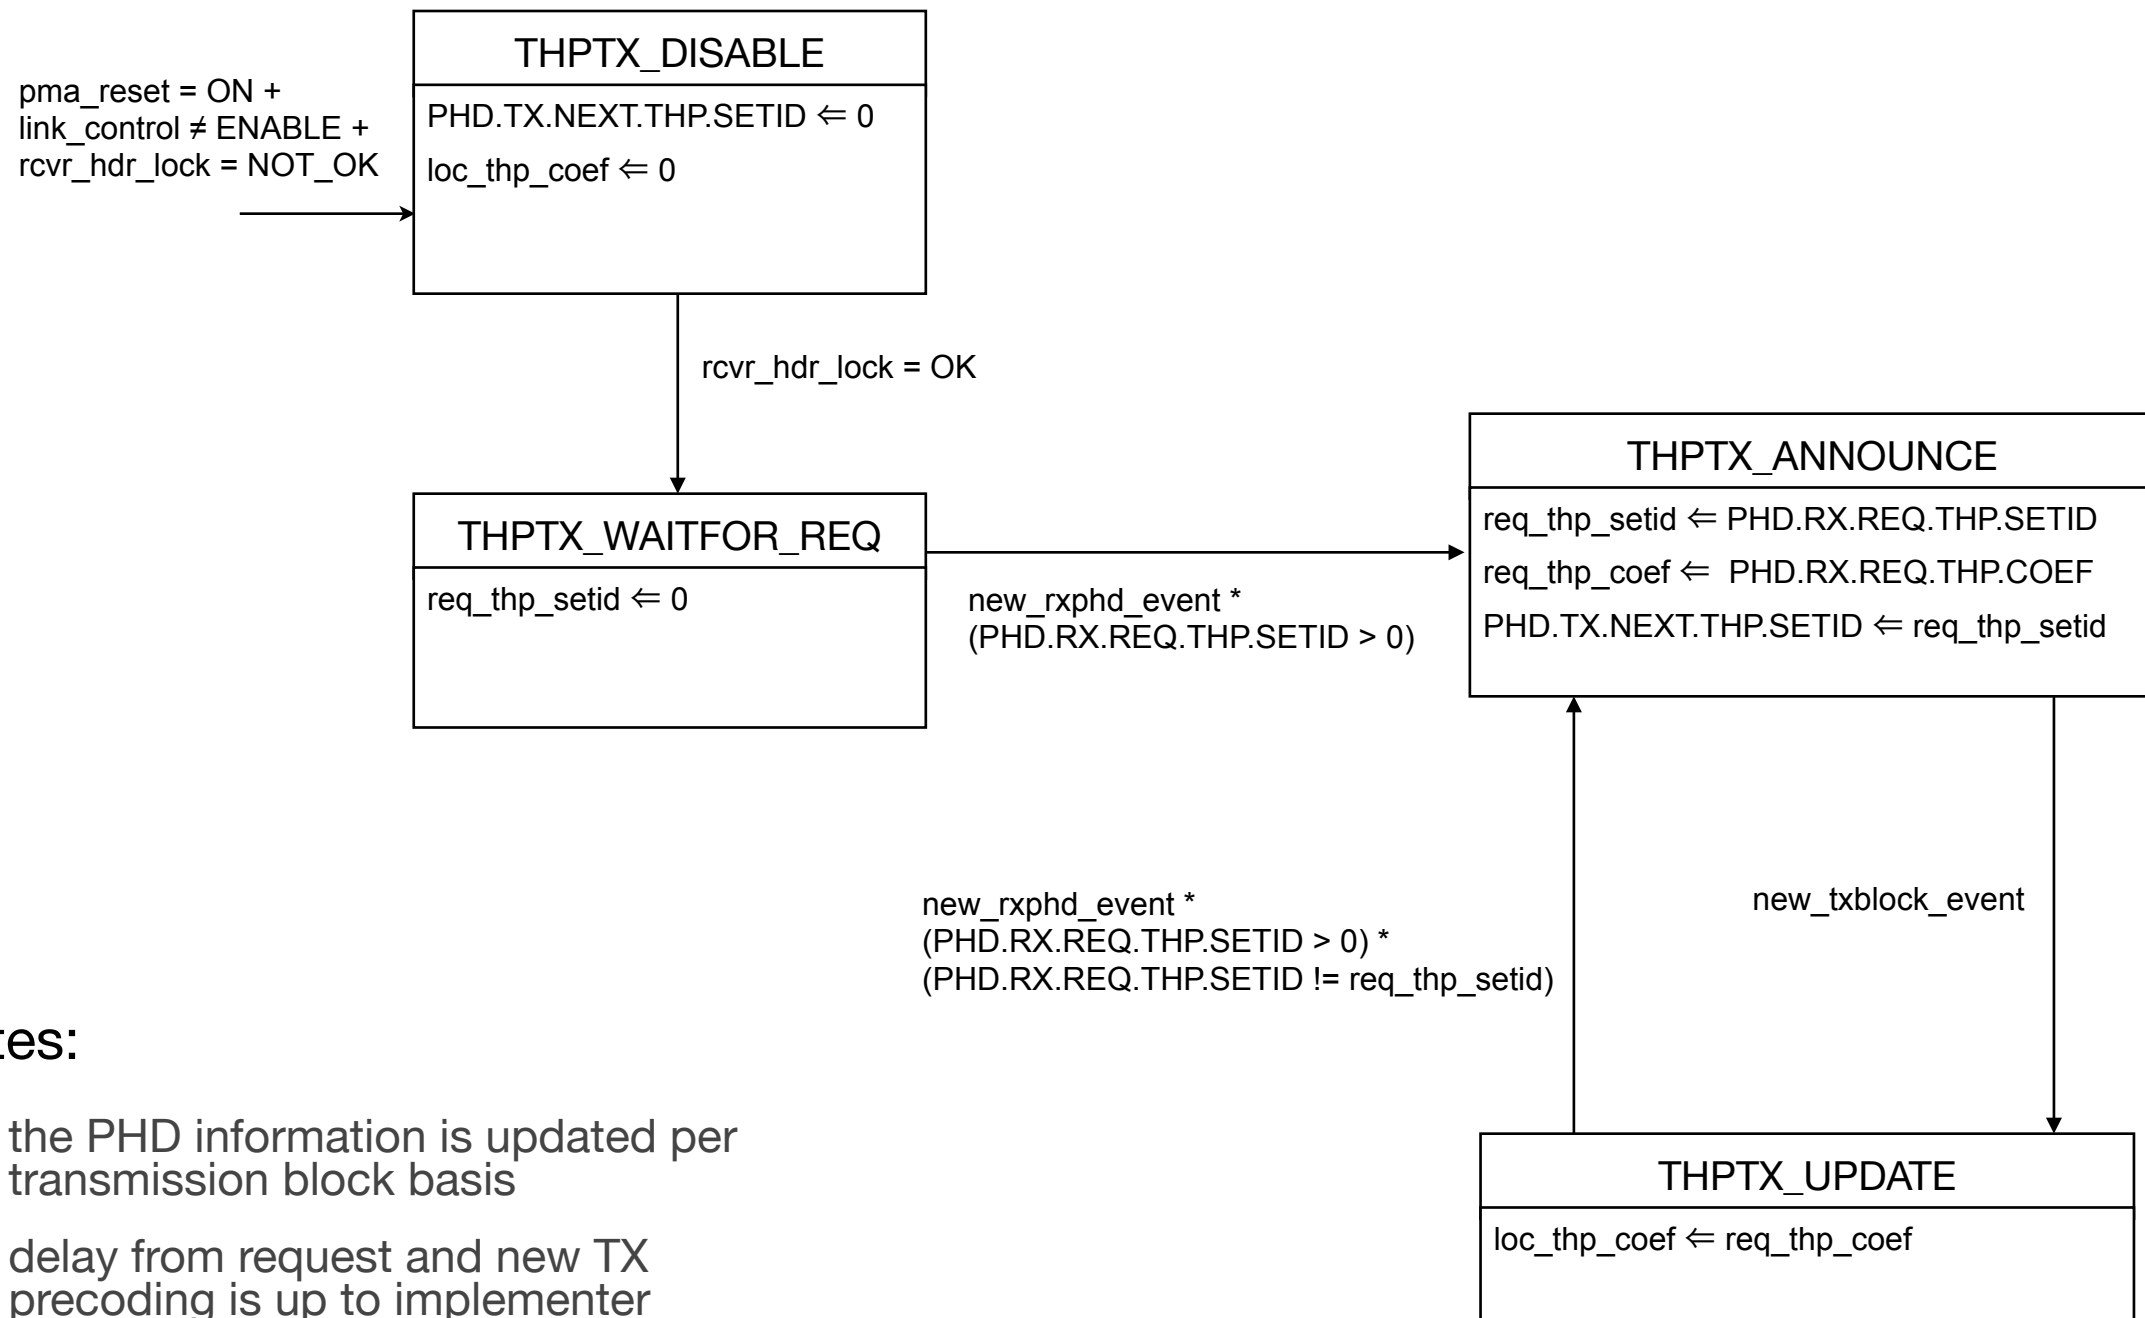 THPTX_DISABLE
pma_reset = ON +
link_control ≠ ENABLE +
rcvr_hdr_lock = NOT_OK
PHD.TX.NEXT.THP.SETID ⇐ 0
loc_thp_coef ⇐ 0
rcvr_hdr_lock = OK
THPTX_WAITFOR_REQ
req_thp_setid ⇐ 0
new_rxphd_event *
(PHD.RX.REQ.THP.SETID > 0)
THPTX_ANNOUNCE
req_thp_setid ⇐ PHD.RX.REQ.THP.SETID
req_thp_coef ⇐ PHD.RX.REQ.THP.COEF
PHD.TX.NEXT.THP.SETID ⇐ req_thp_setid
new_rxphd_event *
(PHD.RX.REQ.THP.SETID > 0) *
(PHD.RX.REQ.THP.SETID != req_thp_setid)
new_txblock_event
THPTX_UPDATE
loc_thp_coef ⇐ req_thp_coef
tes:
the PHD information is updated per
transmission block basis
delay from request and new TX
precoding is up to implementer